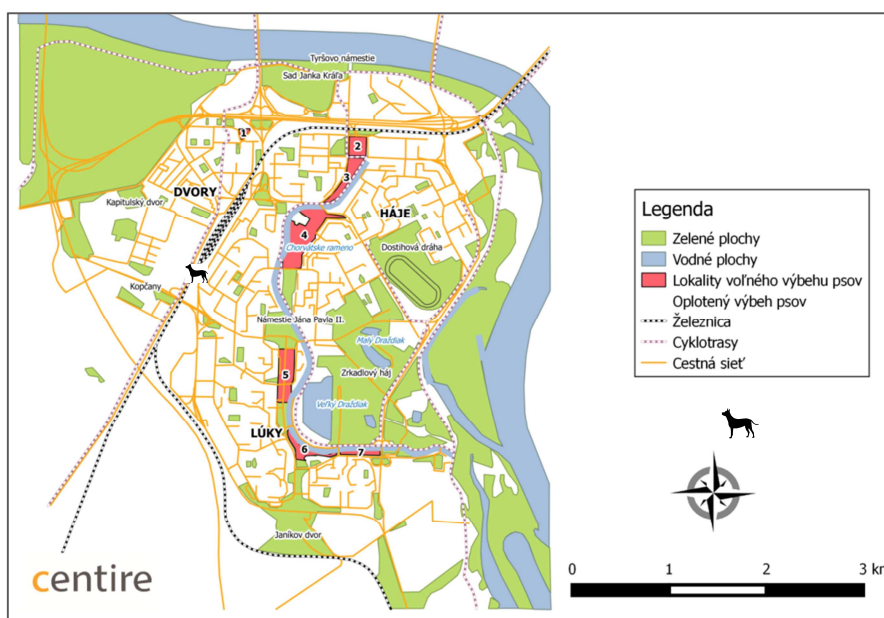 Tyršovo námestie
Sad Janka Kráľa
1
2
3
DVORY
Kapitulský dvor
HÁJE
4
Chorvátske rameno
Dostihová dráha
Kopčany
Námestie Jána Pavla II.
Malý Draždiak
5
Zrkadlový háj
Veľký Draždiak
LÚKY
6
7
Janíkov dvor
centire
Legenda
Zelené plochy
Vodné plochy
Lokality voľného výbehu psov
Oplotený výbeh psov
Železnica
Cyklotrasy
Cestná sieť
0 1 2 3 km